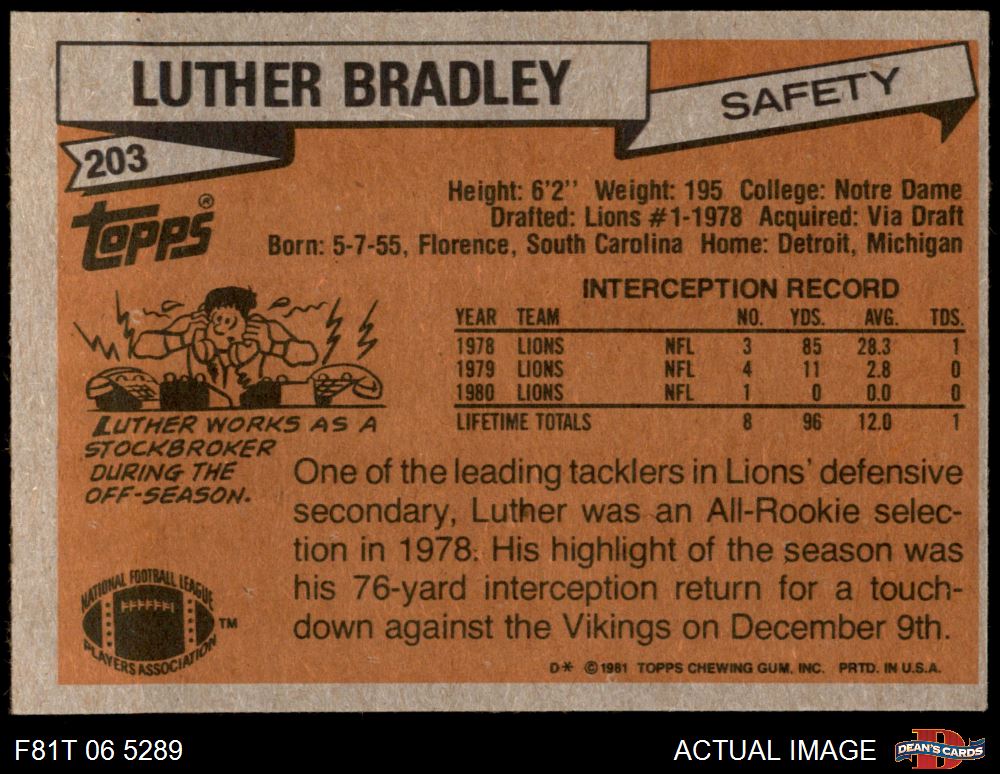 LUTHER BRADLEY
SAFETY
203
TOPPS®
Height: 6'2'' Weight: 195 College: Notre Dame
Drafted: Lions #1-1978 Acquired: Via Draft
Born: 5-7-55, Florence, South Carolina Home: Detroit, Michigan
INTERCEPTION RECORD
YEAR TEAM NO. YDS. AVG. TDS.
1978 LIONS NFL 3 85 28.3 1
1979 LIONS NFL 4 11 2.8 0
1980 LIONS NFL 1 0 0.0 0
LIFETIME TOTALS 8 96 12.0 1
LUTHER WORKS AS A
STOCKBROKER
DURING THE
OFF-SEASON.
One of the leading tacklers in Lions' defensive
secondary, Luther was an All-Rookie selec-
tion in 1978. His highlight of the season was
his 76-yard interception return for a touch-
down against the Vikings on December 9th.
NATIONAL FOOTBALL LEAGUE
PLAYERS ASSOCIATION
TM
D* ©1981 TOPPS CHEWING GUM, INC. PRTD. IN U.S.A.
F81T 06 5289
ACTUAL IMAGE
D
DEAN'S CARDS